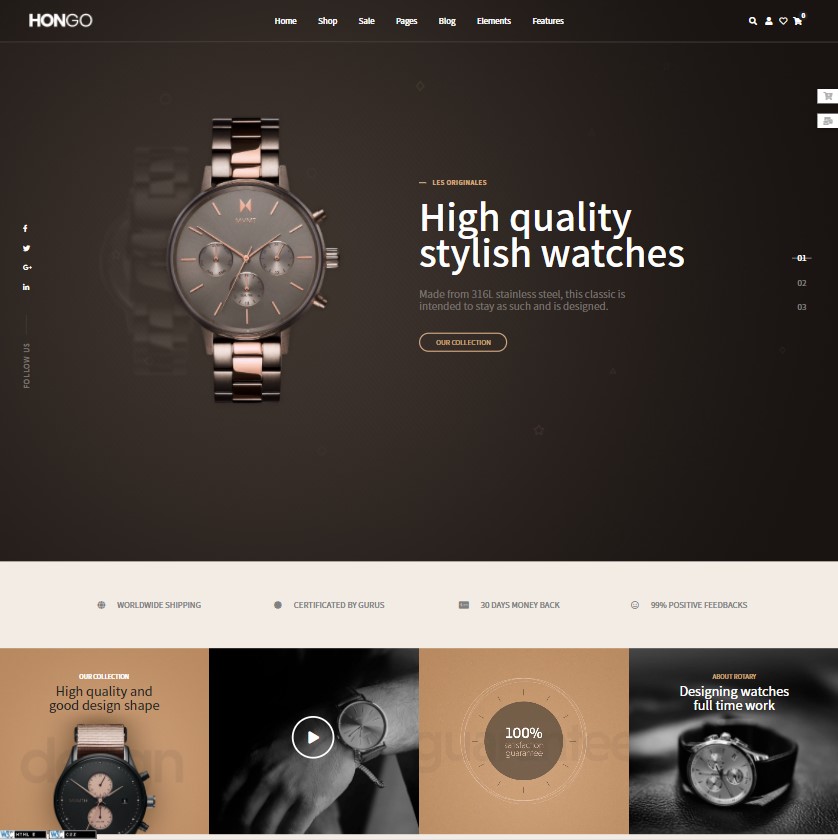 HONGO
Home Shop Sale Pages Blog Elements Features
0
LES ORIGINALES
High quality
stylish watches
Made from 316L stainless steel, this classic is
intended to stay as such and is designed.
OUR COLLECTION
01
02
03
FOLLOW US
WORLDWIDE SHIPPING
CERTIFICATED BY GURUS
30 DAYS MONEY BACK
99% POSITIVE FEEDBACKS
OUR COLLECTION
High quality and
good design shape
100%
satisfaction
guarantee
ABOUT ROTARY
Designing watches
full time work